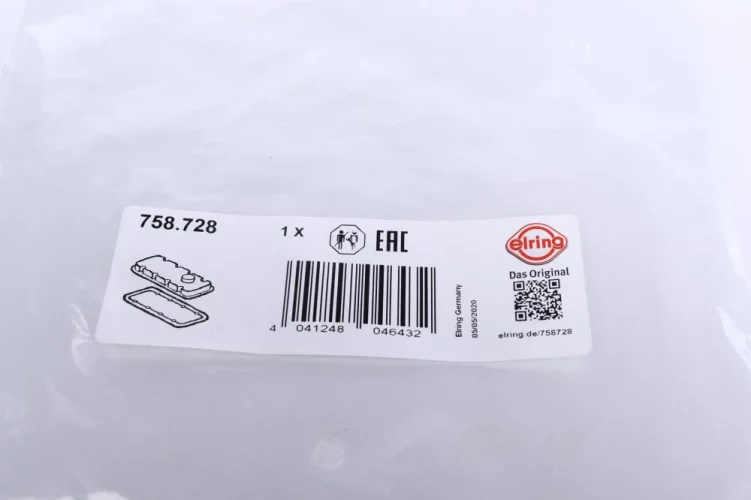 758.728
1 X
EAC
elring
Das Original
4 041248 046432
Elring Germany
05/05/2020
elring.de/758728